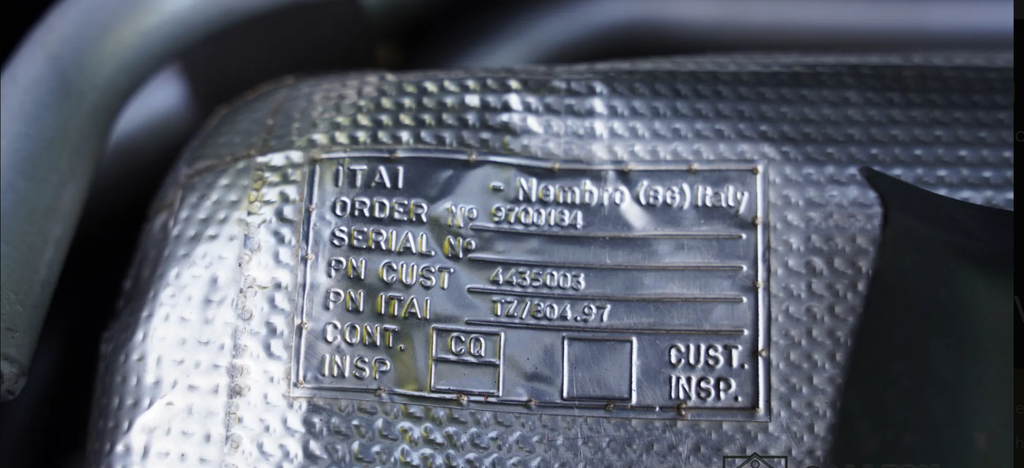 ITAI - Nembro (BG) Italy
ORDER Nº 9700184
SERIAL Nº
PN CUST 4435003
PN ITAI TZ/304.97
CONT. INSP CQ
CUST. INSP.